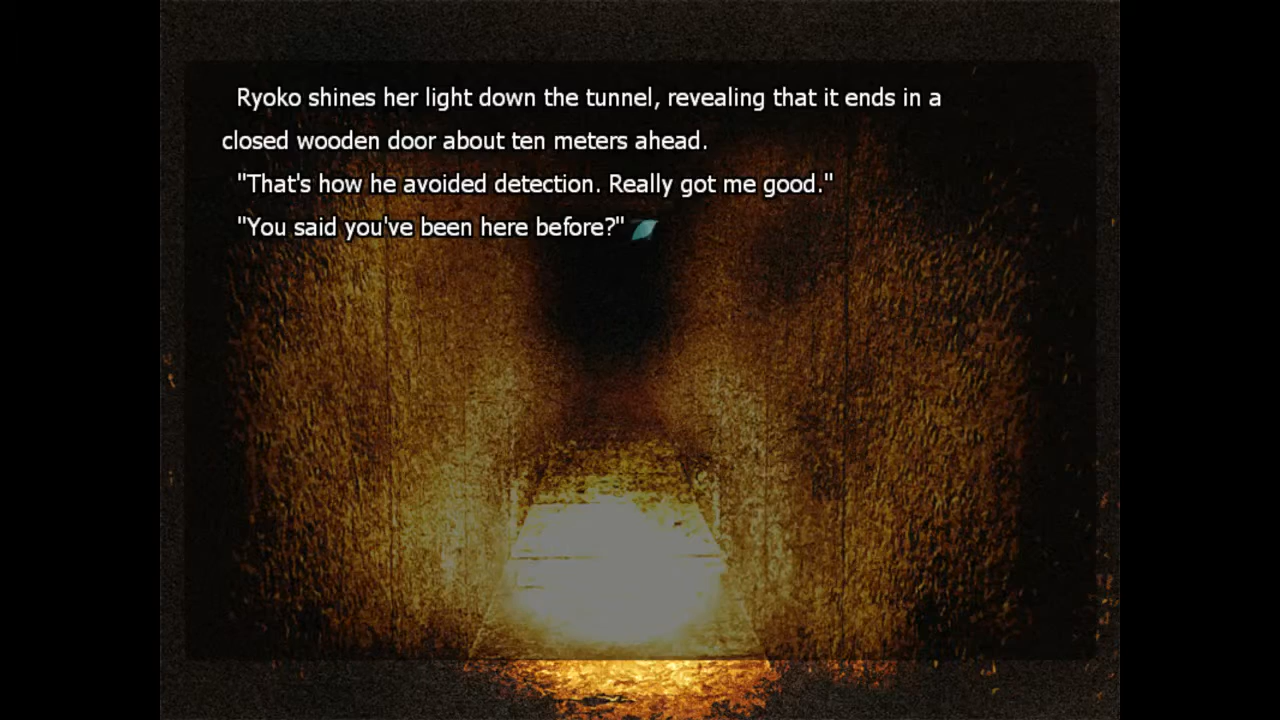 Ryoko shines her light down the tunnel, revealing that it ends in a
closed wooden door about ten meters ahead.
"That's how he avoided detection. Really got me good."
"You said you've been here before?"